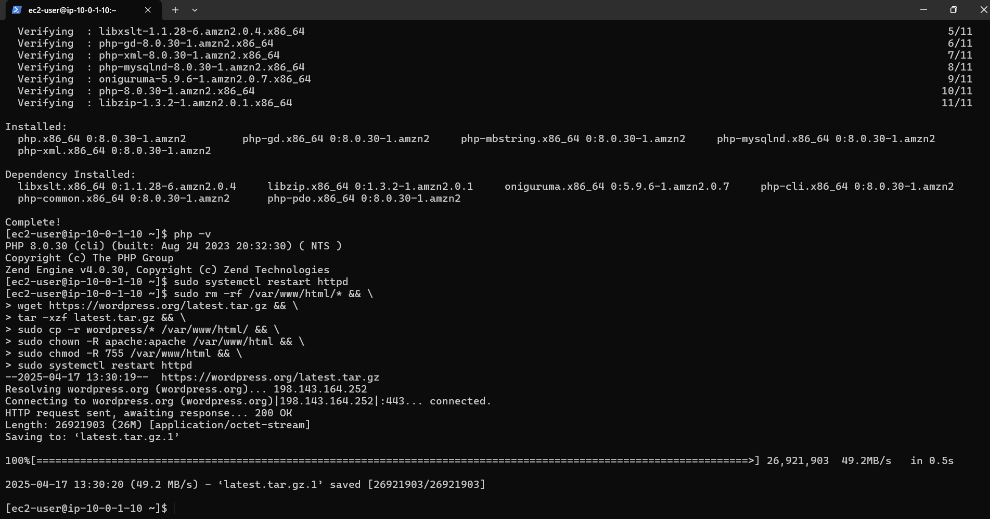 ec2-user@ip-10-0-1-10:~
Verifying  : libxslt-1.1.28-6.amzn2.0.4.x86_64 5/11
Verifying  : php-gd-8.0.30-1.amzn2.x86_64 6/11
Verifying  : php-xml-8.0.30-1.amzn2.x86_64 7/11
Verifying  : php-mysqlnd-8.0.30-1.amzn2.x86_64 8/11
Verifying  : oniguruma-5.9.6-1.amzn2.0.7.x86_64 9/11
Verifying  : php-8.0.30-1.amzn2.x86_64 10/11
Verifying  : libzip-1.3.2-1.amzn2.0.1.x86_64 11/11
Installed:
php.x86_64 0:8.0.30-1.amzn2 php-gd.x86_64 0:8.0.30-1.amzn2 php-mbstring.x86_64 0:8.0.30-1.amzn2 php-mysqlnd.x86_64 0:8.0.30-1.amzn2
php-xml.x86_64 0:8.0.30-1.amzn2
Dependency Installed:
libxslt.x86_64 0:1.1.28-6.amzn2.0.4 libzip.x86_64 0:1.3.2-1.amzn2.0.1 oniguruma.x86_64 0:5.9.6-1.amzn2.0.7 php-cli.x86_64 0:8.0.30-1.amzn2
php-common.x86_64 0:8.0.30-1.amzn2 php-pdo.x86_64 0:8.0.30-1.amzn2
Complete!
[ec2-user@ip-10-0-1-10 ~]$ php -v
PHP 8.0.30 (cli) (built: Aug 24 2023 20:32:30) ( NTS )
Copyright (c) The PHP Group
Zend Engine v4.0.30, Copyright (c) Zend Technologies
[ec2-user@ip-10-0-1-10 ~]$ sudo systemctl restart httpd
[ec2-user@ip-10-0-1-10 ~]$ sudo rm -rf /var/www/html/* && \
> wget https://wordpress.org/latest.tar.gz && \
> tar -xzf latest.tar.gz && \
> sudo cp -r wordpress/* /var/www/html/ && \
> sudo chown -R apache:apache /var/www/html && \
> sudo chmod -R 755 /var/www/html && \
> sudo systemctl restart httpd
--2025-04-17 13:30:19--  https://wordpress.org/latest.tar.gz
Resolving wordpress.org (wordpress.org)... 198.143.164.252
Connecting to wordpress.org (wordpress.org)|198.143.164.252|:443... connected.
HTTP request sent, awaiting response... 200 OK
Length: 26921903 (26M) [application/octet-stream]
Saving to: ‘latest.tar.gz.1’
100%[==================================================================================================================>] 26,921,903  49.2MB/s   in 0.5s
2025-04-17 13:30:20 (49.2 MB/s) - ‘latest.tar.gz.1’ saved [26921903/26921903]
[ec2-user@ip-10-0-1-10 ~]$